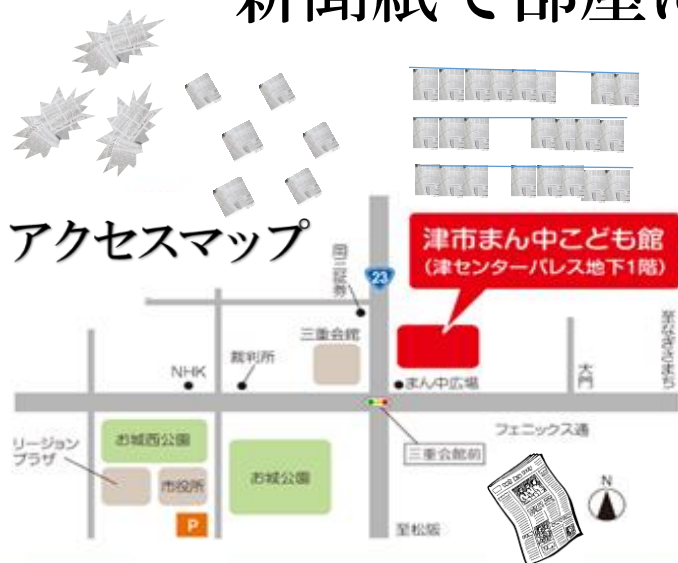 新聞紙で部屋に
アクセスマップ
津市まん中こども館
(津センターパレス地下1階)
岡三証券
23
三重会館
至なぎさまち
NHK
裁判所
まん中広場
大門
リージョン
プラザ
お城西公園
フェニックス通
三重会館前
市役所
お城公園
P
N
至松阪